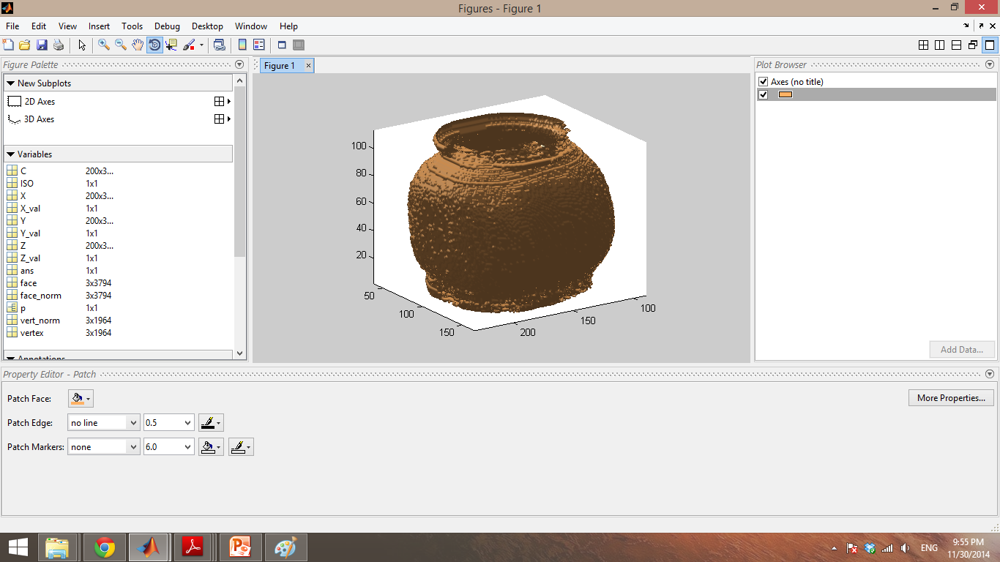 Figures - Figure 1
File Edit View Insert Tools Debug Desktop Window Help
Figure Palette
New Subplots
2D Axes
3D Axes
Variables
C 200x3...
ISO 1x1
X 200x3...
X_val 1x1
Y 200x3...
Y_val 1x1
Z 200x3...
Z_val 1x1
ans 1x1
face 3x3794
face_norm 3x3794
p 1x1
vert_norm 3x1964
vertex 3x1964
Annotations
Figure 1
100
80
60
40
20
50
100
150
200
150
100
Plot Browser
Axes (no title)
Add Data...
Property Editor - Patch
Patch Face:
More Properties...
Patch Edge: no line 0.5
Patch Markers: none 6.0
ENG
9:55 PM
11/30/2014